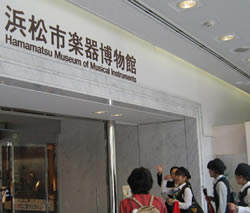 浜松市楽器博物館
Hamamatsu Museum of Musical Instruments